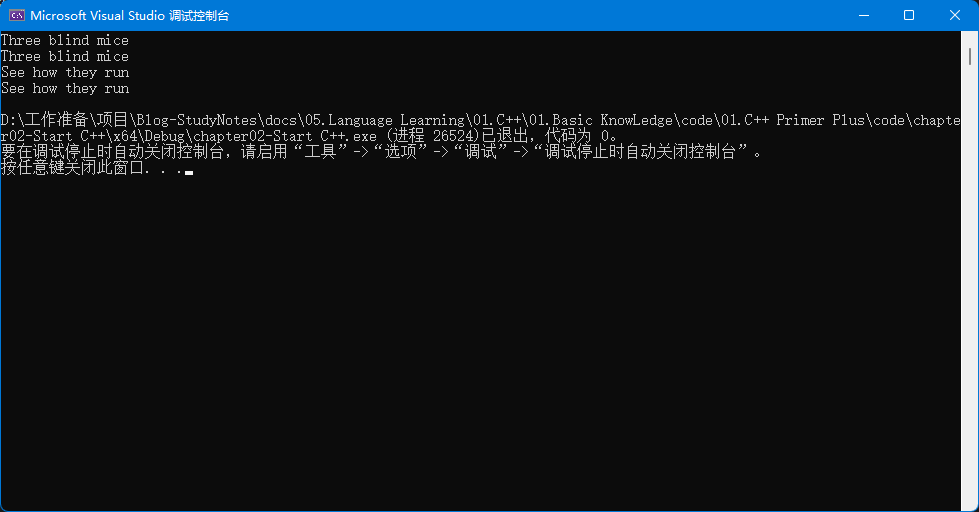 Microsoft Visual Studio 调试控制台
Three blind mice
Three blind mice
See how they run
See how they run
D:\工作准备\项目\Blog-StudyNotes\docs\05.Language Learning\01.C++\01.Basic KnowLedge\code\01.C++ Primer Plus\code\chapte
r02-Start C++\x64\Debug\chapter02-Start C++.exe (进程 26524)已退出，代码为 0。
要在调试停止时自动关闭控制台，请启用“工具”->“选项”->“调试”->“调试停止时自动关闭控制台”。
按任意键关闭此窗口. . .